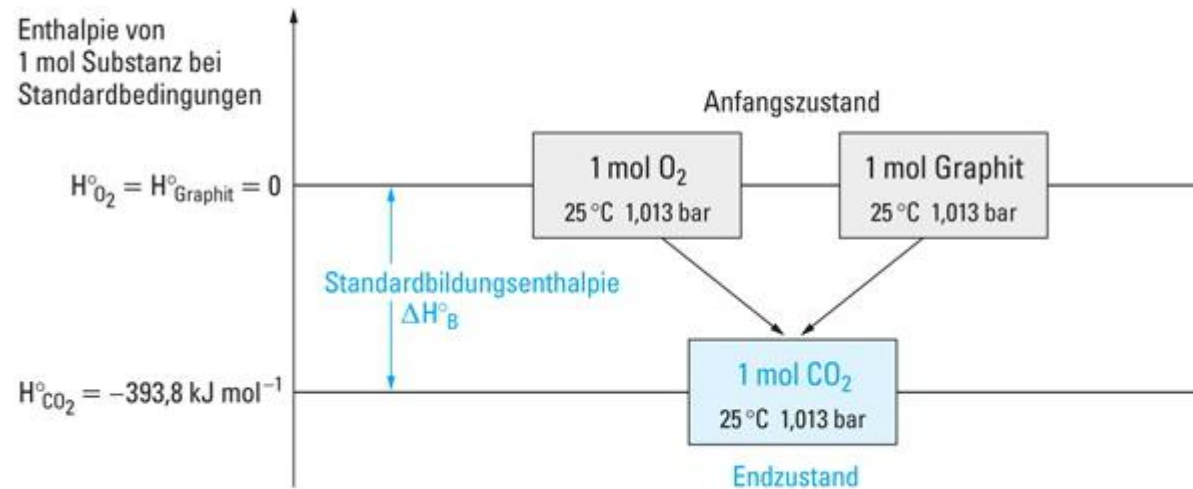 Enthalpie von
1 mol Substanz bei
Standardbedingungen
Anfangszustand
1 mol O₂
25 °C 1,013 bar
1 mol Graphit
25 °C 1,013 bar
H°O₂ = H°Graphit = 0
Standardbildungsenthalpie
ΔH°B
1 mol CO₂
25 °C 1,013 bar
H°CO₂ = −393,8 kJ mol⁻¹
Endzustand